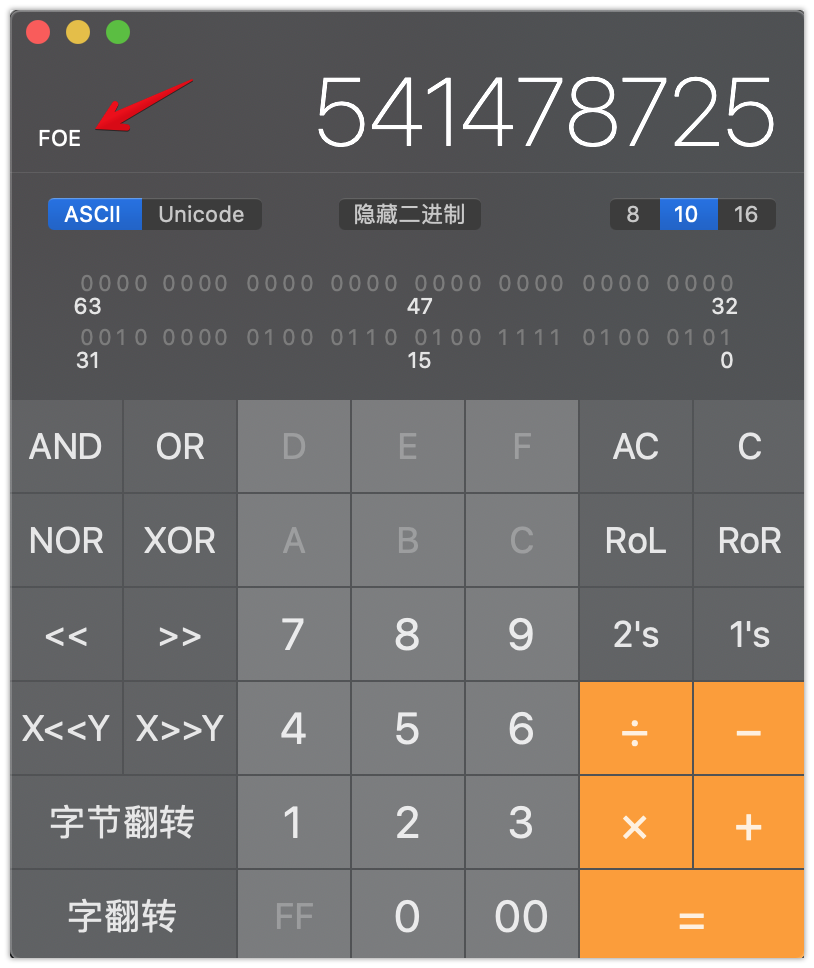 541478725
FOE
ASCII Unicode 隐藏二进制 8 10 16
0000 0000 0000 0000 0000 0000 0000 0000
63 47 32
0010 0000 0100 0110 0100 1111 0100 0101
31 15 0
AND OR D E F AC C
NOR XOR A B C RoL RoR
<< >> 7 8 9 2's 1's
X<<Y X>>Y 4 5 6 ÷ −
字节翻转 1 2 3 × +
字翻转 FF 0 00 =